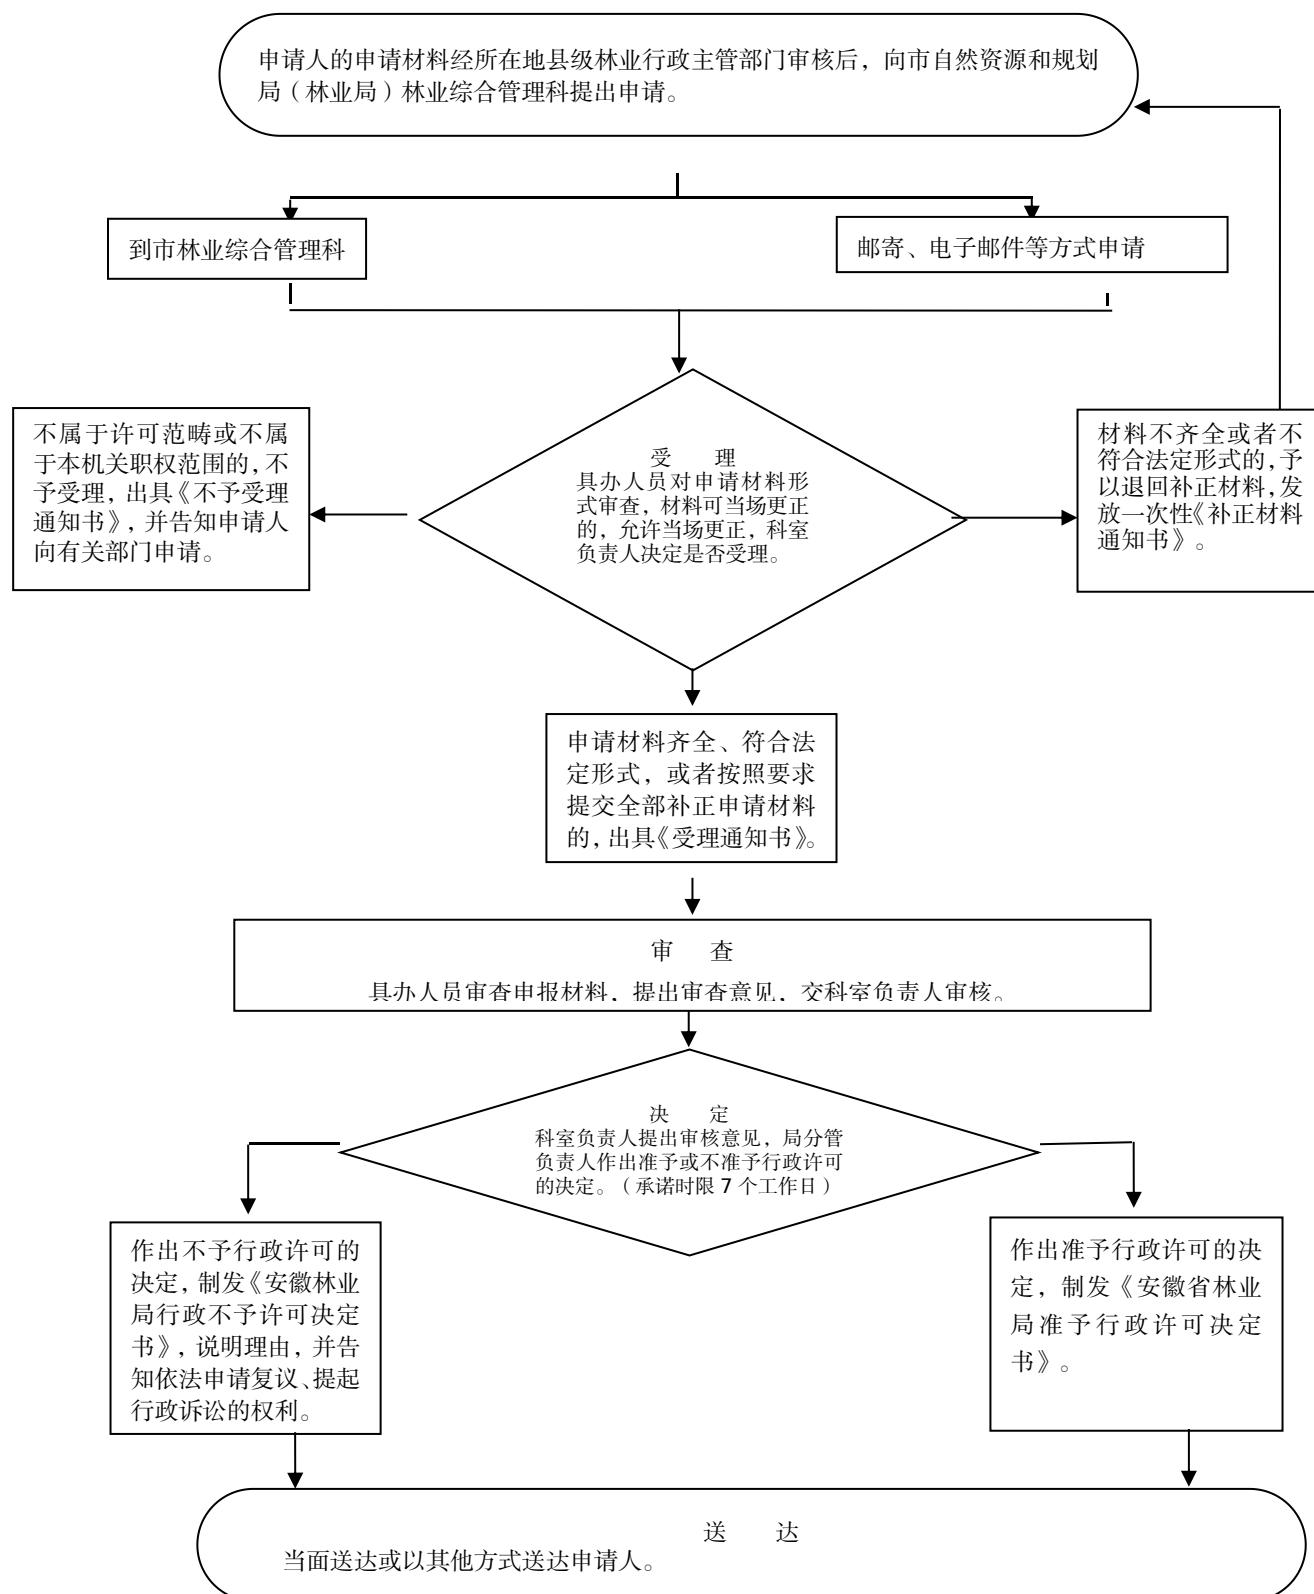 申请人的申请材料经所在地县级林业行政主管部门审核后，向市自然资源和规划
局（林业局）林业综合管理科提出申请。
到市林业综合管理科
邮寄、电子邮件等方式申请
不属于许可范畴或不属
于本机关职权范围的，不
予受理，出具《不予受理
通知书》，并告知申请人
向有关部门申请。
受 理
具办人员对申请材料形
式审查，材料可当场更正
的，允许当场更正，科室
负责人决定是否受理。
材料不齐全或者不
符合法定形式的，予
以退回补正材料，发
放一次性《补正材料
通知书》。
申请材料齐全、符合法
定形式，或者按照要求
提交全部补正申请材料
的，出具《受理通知书》。
审 查
具办人员审查申报材料，提出审查意见，交科室负责人审核。
决 定
科室负责人提出审核意见，局分管
负责人作出准予或不准予行政许可
的决定。（承诺时限 7 个工作日）
作出不予行政许可的
决定，制发《安徽林业
局行政不予许可决定
书》，说明理由，并告
知依法申请复议、提起
行政诉讼的权利。
作出准予行政许可的决
定，制发《安徽省林业
局准予行政许可决定
书》。
送 达
当面送达或以其他方式送达申请人。